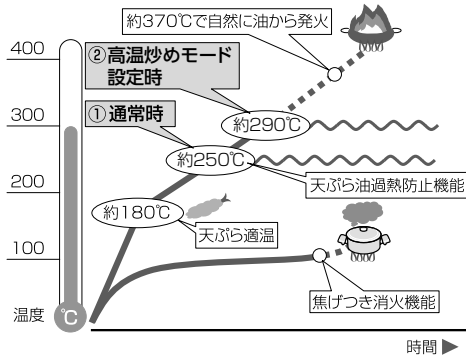 約370℃で自然に油から発火
400
②高温炒めモード
設定時
300
①通常時
約290℃
約250℃
天ぷら油過熱防止機能
200
約180℃
天ぷら適温
100
焦げつき消火機能
温度
℃
時間▶